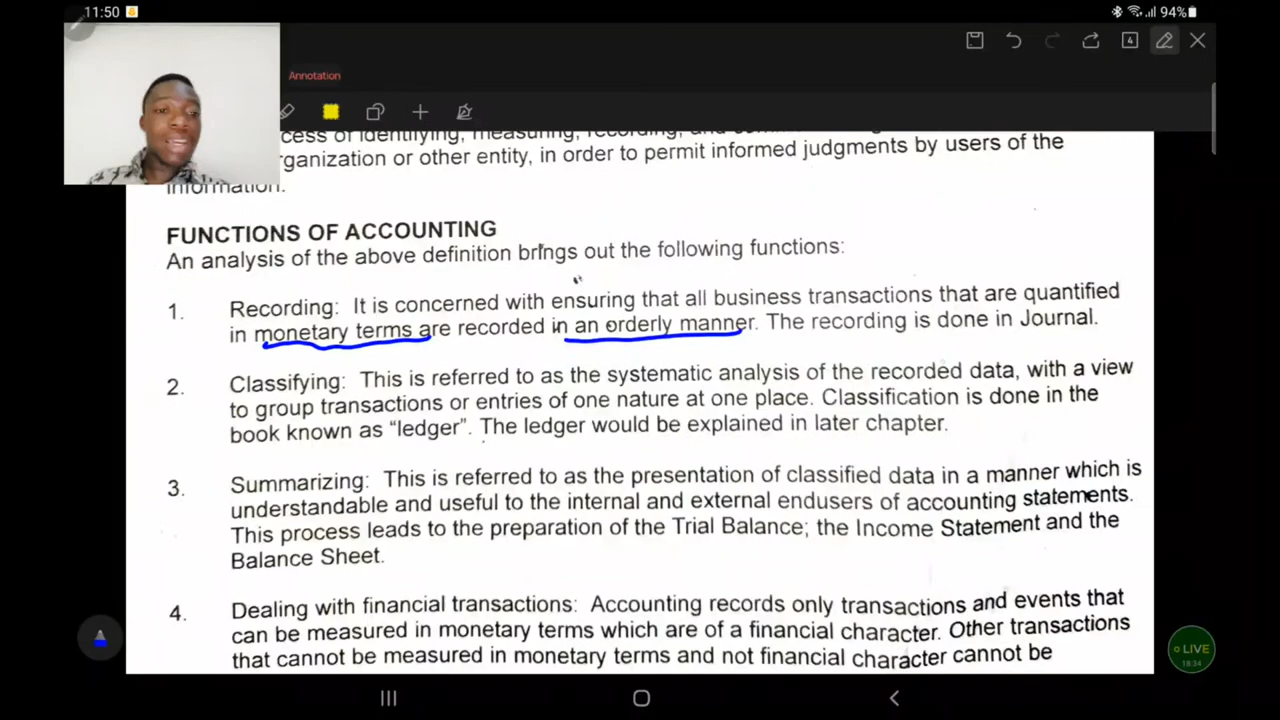 11:50
94%
4
Annotation
cess of identifying, measuring, recording, and
rganization or other entity, in order to permit informed judgments by users of the
information.
FUNCTIONS OF ACCOUNTING
An analysis of the above definition brings out the following functions:
1. Recording: It is concerned with ensuring that all business transactions that are quantified
in monetary terms are recorded in an orderly manner. The recording is done in Journal.
2. Classifying: This is referred to as the systematic analysis of the recorded data, with a view
to group transactions or entries of one nature at one place. Classification is done in the
book known as “ledger”. The ledger would be explained in later chapter.
3. Summarizing: This is referred to as the presentation of classified data in a manner which is
understandable and useful to the internal and external endusers of accounting statements.
This process leads to the preparation of the Trial Balance; the Income Statement and the
Balance Sheet.
4. Dealing with financial transactions: Accounting records only transactions and events that
can be measured in monetary terms which are of a financial character. Other transactions
that cannot be measured in monetary terms and not financial character cannot be
LIVE
18:34